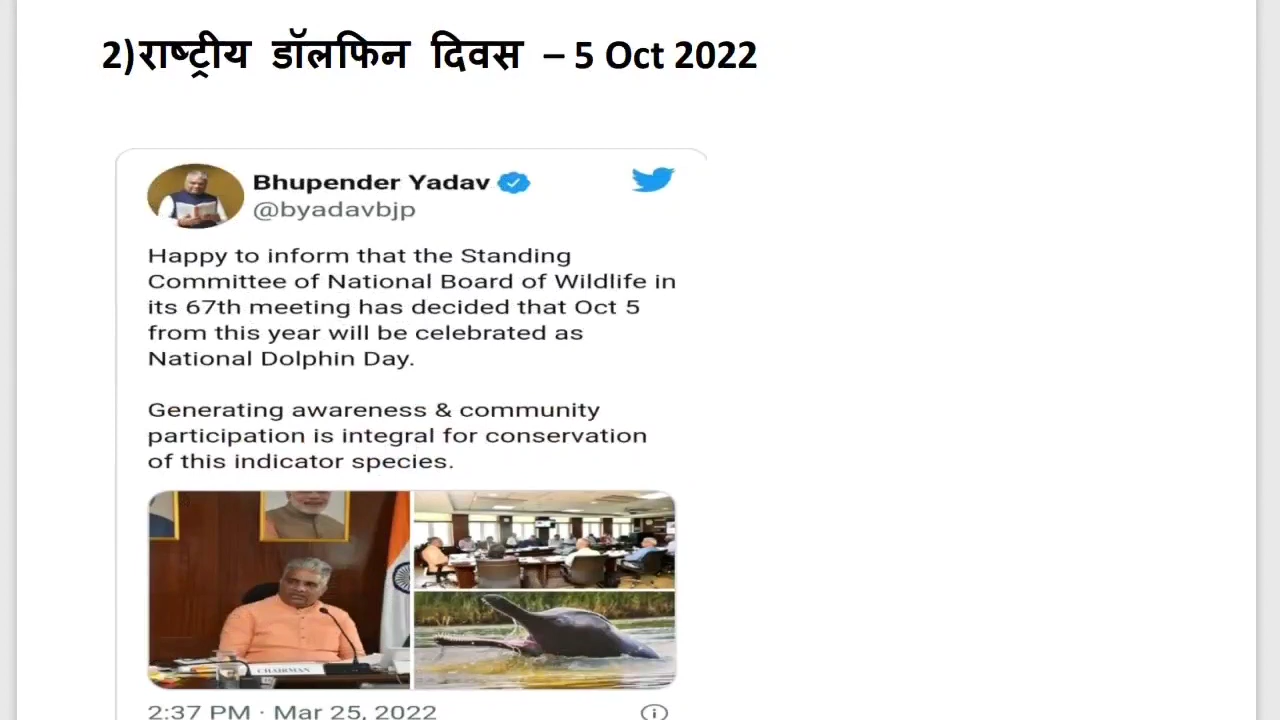 2)राष्ट्रीय डॉलफिन दिवस – 5 Oct 2022
Bhupender Yadav
@byadavbjp
Happy to inform that the Standing
Committee of National Board of Wildlife in
its 67th meeting has decided that Oct 5
from this year will be celebrated as
National Dolphin Day.
Generating awareness & community
participation is integral for conservation
of this indicator species.
CHAIRMAN
2:37 PM · Mar 25, 2022